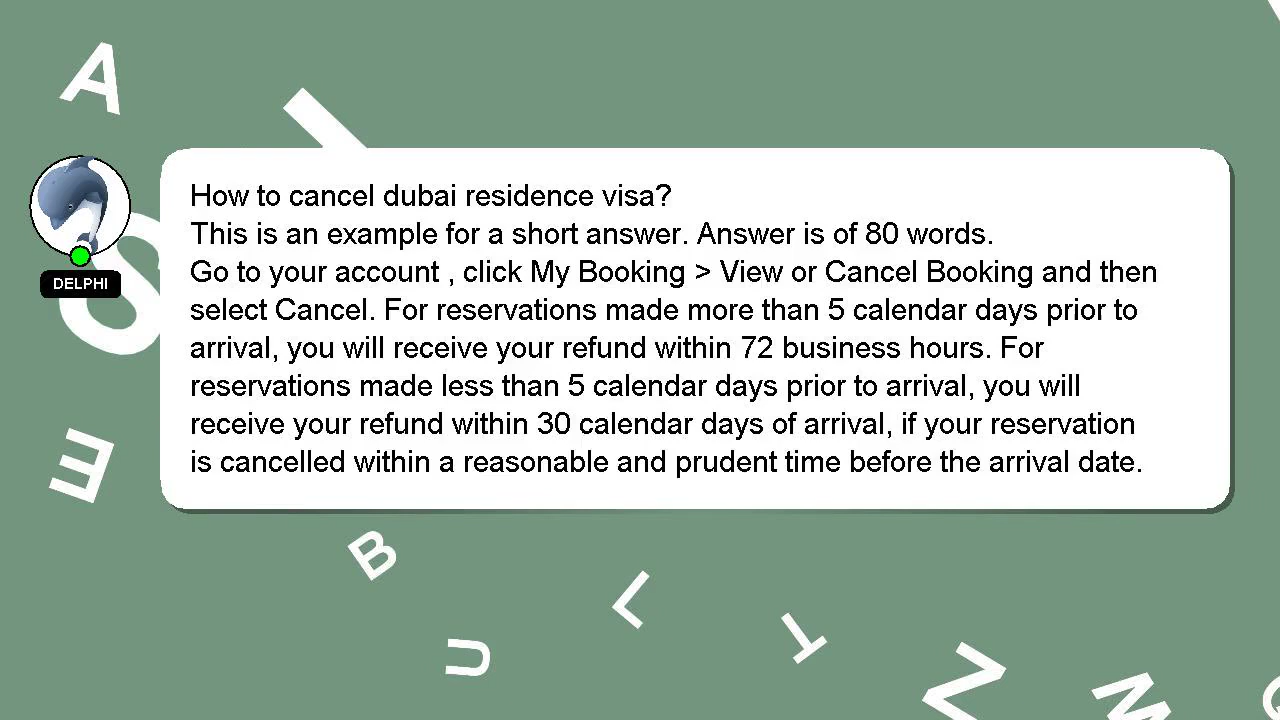 A
DELPHI
How to cancel dubai residence visa?
This is an example for a short answer. Answer is of 80 words.
Go to your account , click My Booking > View or Cancel Booking and then
select Cancel. For reservations made more than 5 calendar days prior to
arrival, you will receive your refund within 72 business hours. For
reservations made less than 5 calendar days prior to arrival, you will
receive your refund within 30 calendar days of arrival, if your reservation
is cancelled within a reasonable and prudent time before the arrival date.
E
B
L
U
T
Z
M